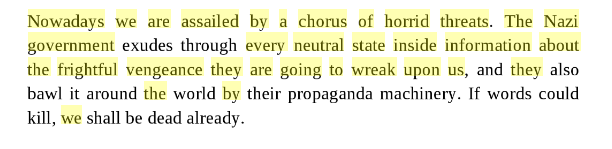 Nowadays we are assailed by a chorus of horrid threats. The Nazi
government exudes through every neutral state inside information about
the frightful vengeance they are going to wreak upon us, and they also
bawl it around the world by their propaganda machinery. If words could
kill, we shall be dead already.